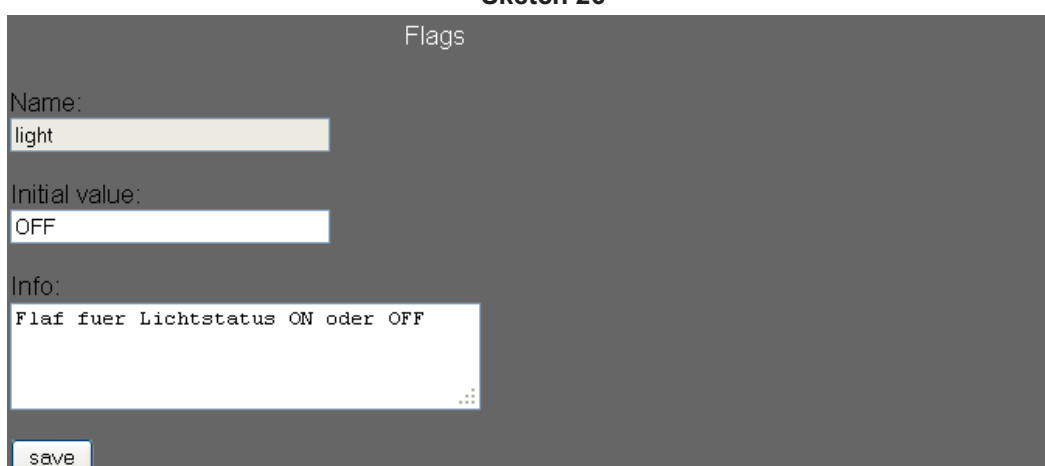 Flags
Name:
light
Initial value:
OFF
Info:
Flaf fuer Lichtstatus ON oder OFF
save